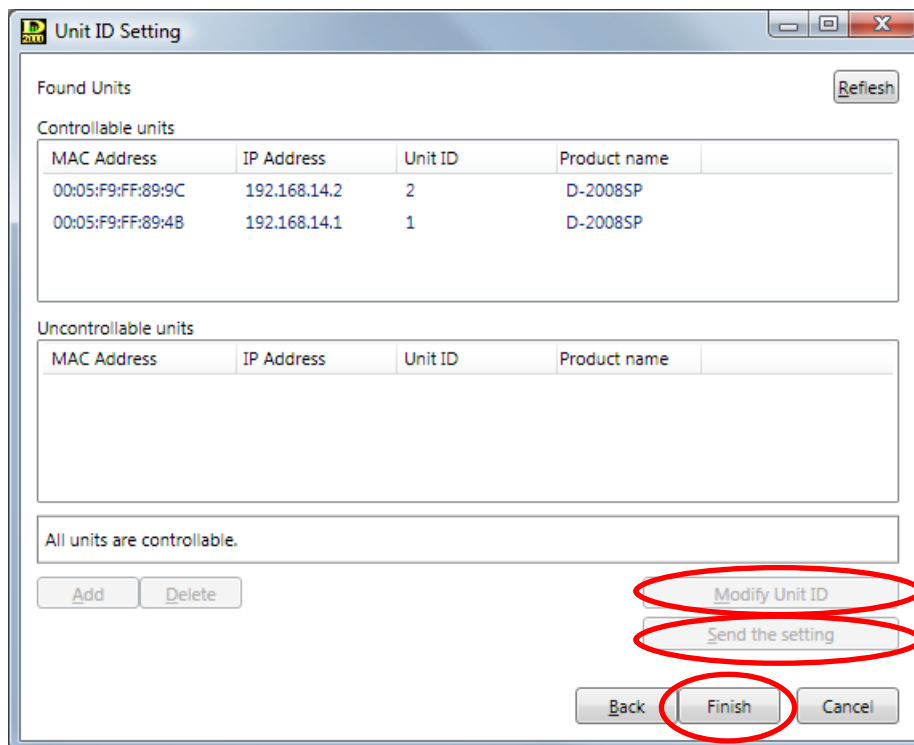 Unit ID Setting
Found Units
Reflesh
Controllable units
MAC Address IP Address Unit ID Product name
00:05:F9:FF:89:9C 192.168.14.2 2 D-2008SP
00:05:F9:FF:89:4B 192.168.14.1 1 D-2008SP
Uncontrollable units
MAC Address IP Address Unit ID Product name
All units are controllable.
Add Delete Modify Unit ID
Send the setting
Back Finish Cancel